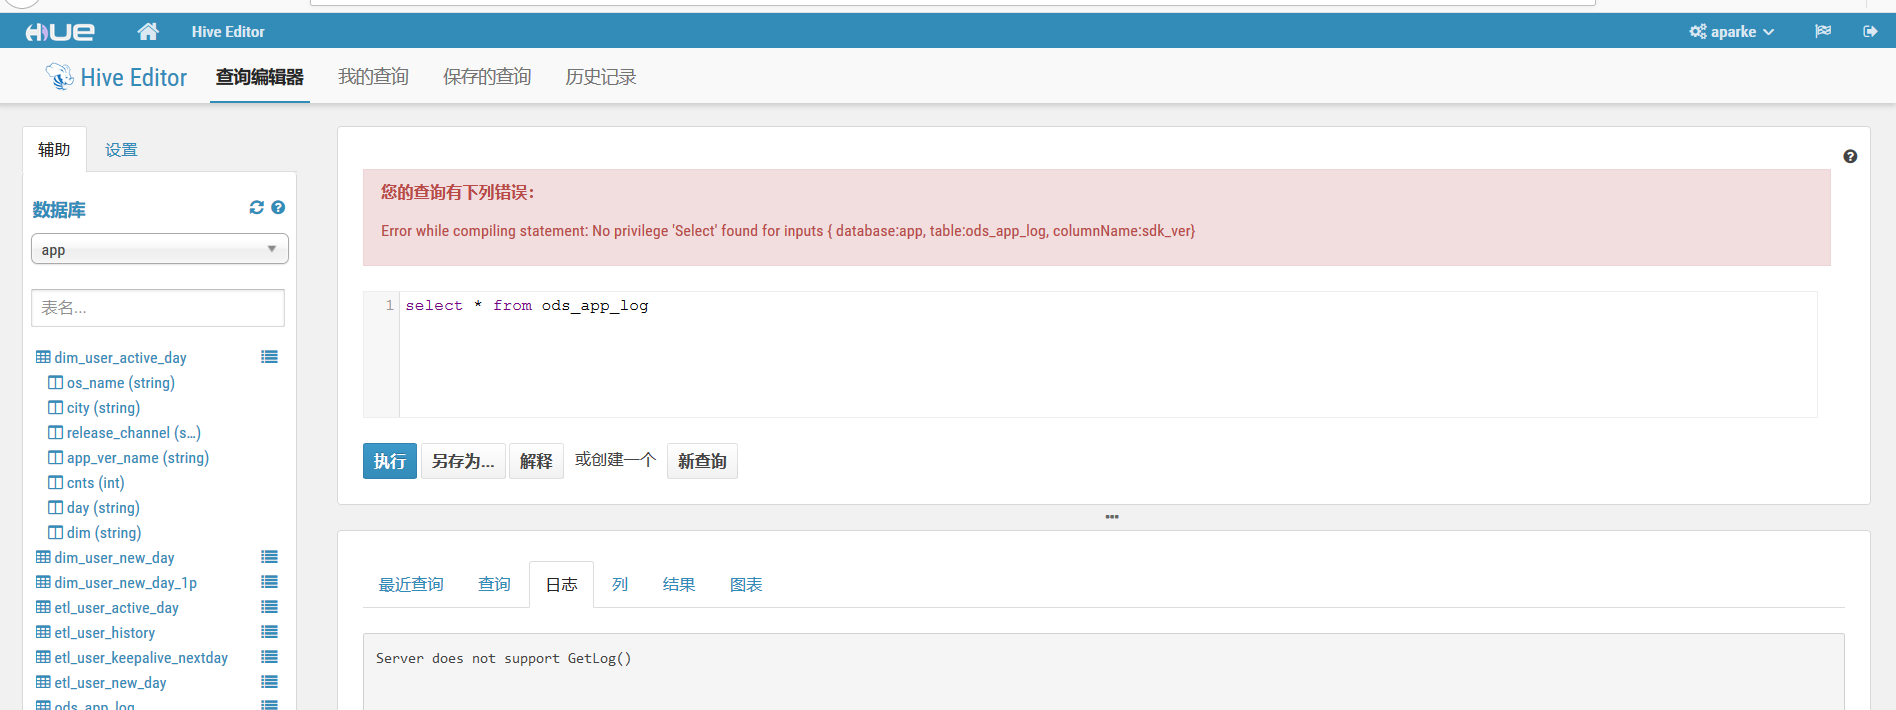 HUE Hive Editor aparke
Hive Editor 查询编辑器 我的查询 保存的查询 历史记录
辅助 设置
数据库
app
表名...
dim_user_active_day
os_name (string)
city (string)
release_channel (s...)
app_ver_name (string)
cnts (int)
day (string)
dim (string)
dim_user_new_day
dim_user_new_day_1p
etl_user_active_day
etl_user_history
etl_user_keepalive_nextday
etl_user_new_day
ods_app_log
您的查询有下列错误：
Error while compiling statement: No privilege 'Select' found for inputs { database:app, table:ods_app_log, columnName:sdk_ver}
1 select * from ods_app_log
执行 另存为... 解释 或创建一个 新查询
最近查询 查询 日志 列 结果 图表
Server does not support GetLog()